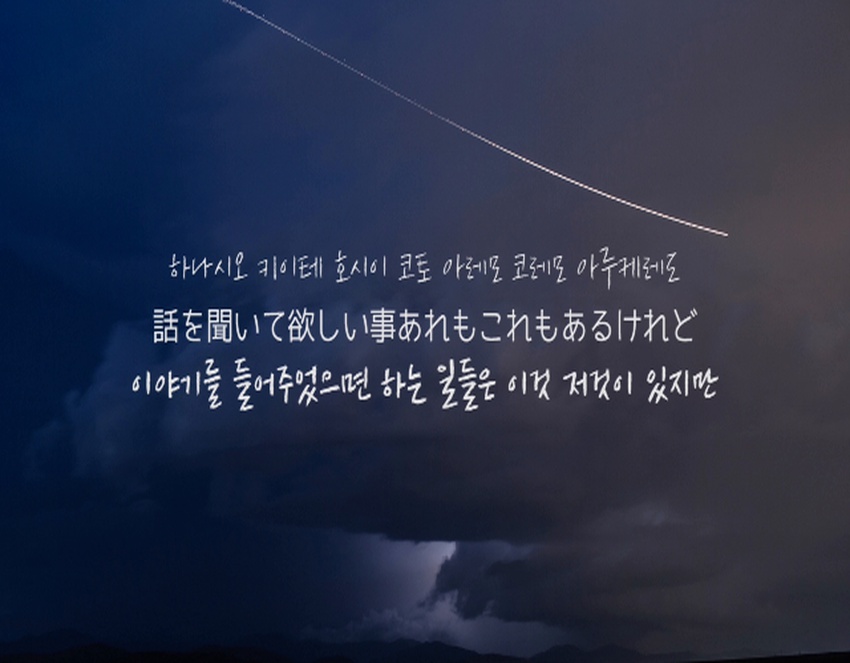 하나시오 키이테 호시이 코토 아레모 코레모 아루케레도
話を聞いて欲しい事あれもこれもあるけれど
이야기를 들어주었으면 하는 일들은 이것 저것이 있지만